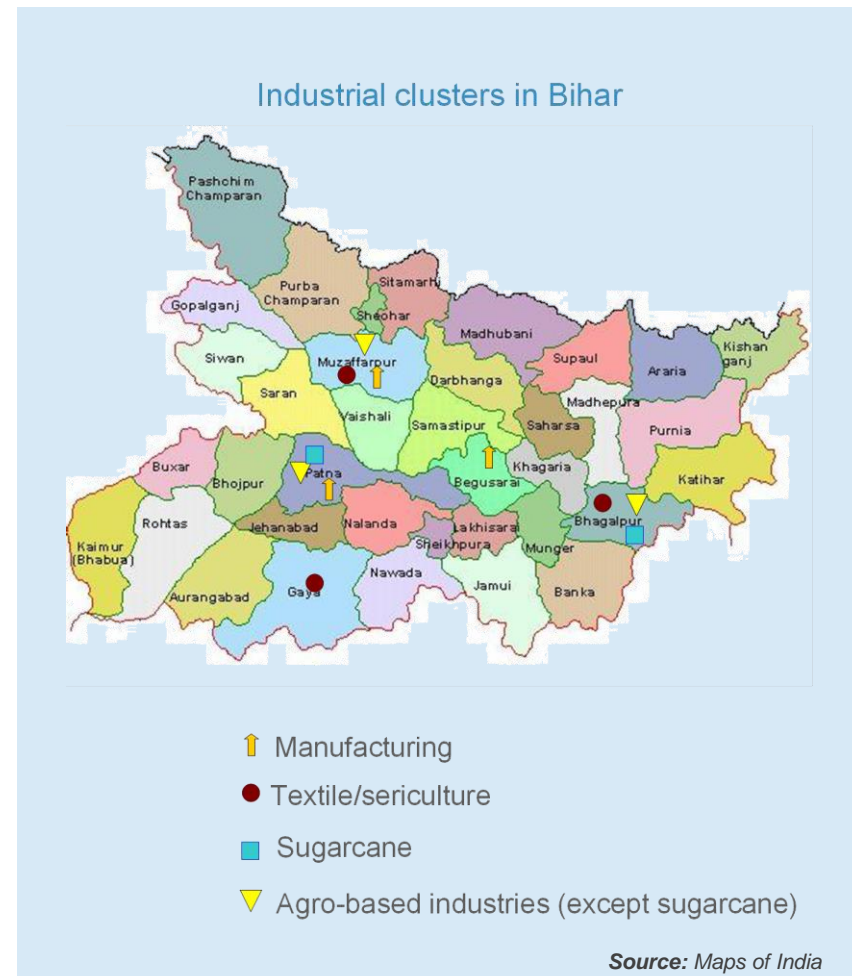 Industrial clusters in Bihar
Pashchim
Champaran
Purba
Champaran
Sitamarhi
Sheohar
Gopalganj
Madhubani
Siwan
Muzaffarpur
Darbhanga
Supaul
Araria
Kishan
ganj
Saran
Vaishali
Samastipur
Saharsa
Madhepura
Purnia
Buxar
Bhojpur
Patna
Begusarai
Khagaria
Katihar
Rohtas
Jehanabad
Nalanda
Lakhisarai
Bhagalpur
Kaimur
(Bhabua)
Sheikhpura
Munger
Aurangabad
Gaya
Nawada
Jamui
Banka
Manufacturing
Textile/sericulture
Sugarcane
Agro-based industries (except sugarcane)
Source: Maps of India